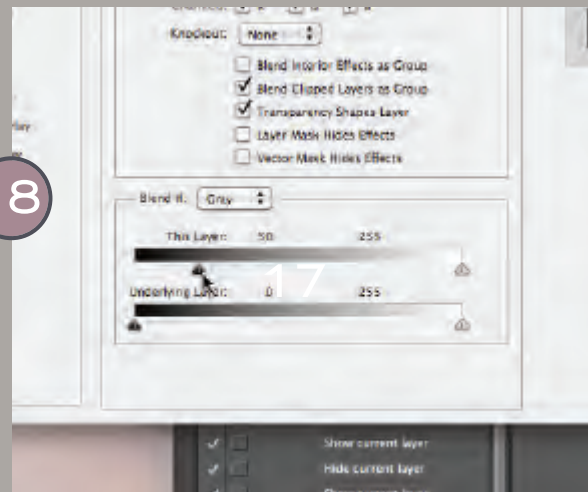 Knockout: None
Blend Interior Effects as Group
Blend Clipped Layers as Group
Transparency Shapes Layer
Layer Mask Hides Effects
Vector Mask Hides Effects
8
Blend If: Gray
This Layer: 50 255
17
Underlying Layer: 0 255
Show current layer
Hide current layer